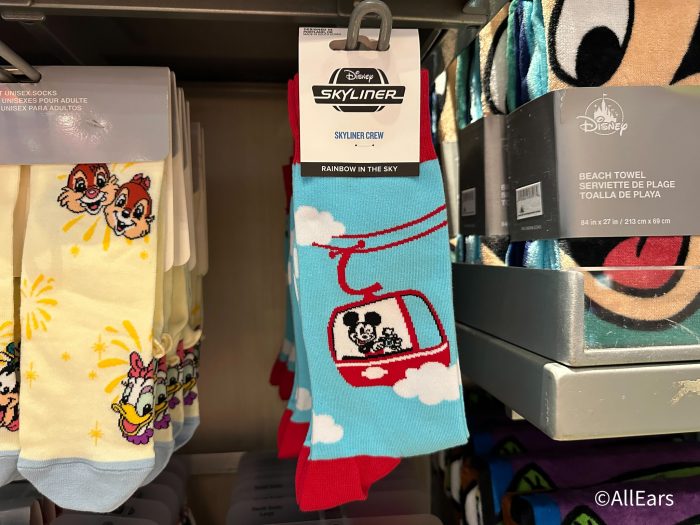 T UNISEX SOCKS
UNISEXES POUR ADULTE
UNISEX PARA ADULTOS
Disney
SKYLINER
SKYLINER CREW
RAINBOW IN THE SKY
Disney
BEACH TOWEL
SERVIETTE DE PLAGE
TOALLA DE PLAYA
84 in x 27 in / 213 cm x 69 cm
©AllEars